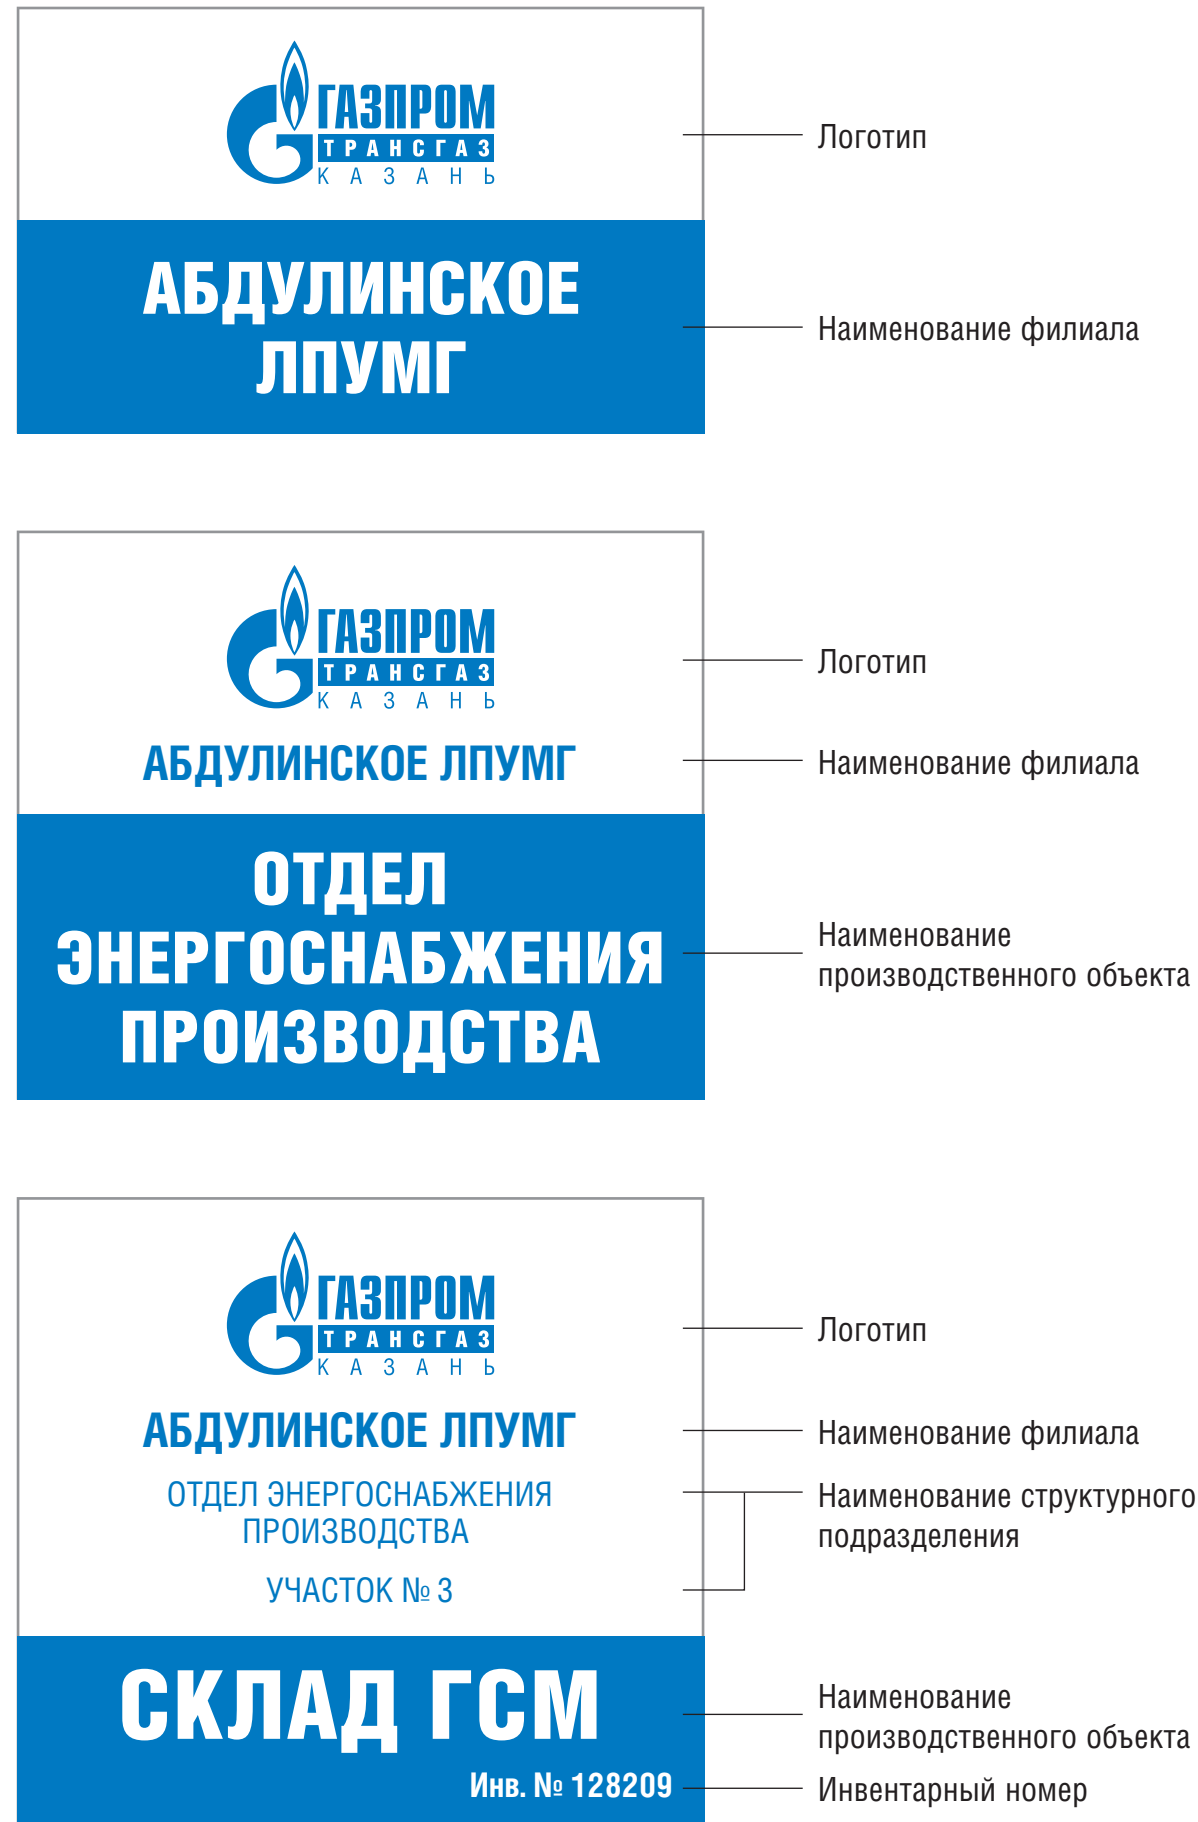 ГАЗПРОМ
ТРАНСГАЗ
КАЗАНЬ
Логотип
АБДУЛИНСКОЕ
ЛПУМГ
Наименование филиала
ГАЗПРОМ
ТРАНСГАЗ
КАЗАНЬ
Логотип
АБДУЛИНСКОЕ ЛПУМГ
Наименование филиала
ОТДЕЛ
ЭНЕРГОСНАБЖЕНИЯ
ПРОИЗВОДСТВА
Наименование
производственного объекта
ГАЗПРОМ
ТРАНСГАЗ
КАЗАНЬ
Логотип
АБДУЛИНСКОЕ ЛПУМГ
Наименование филиала
ОТДЕЛ ЭНЕРГОСНАБЖЕНИЯ
ПРОИЗВОДСТВА
УЧАСТОК № 3
Наименование структурного
подразделения
СКЛАД ГСМ
Наименование
производственного объекта
Инв. № 128209
Инвентарный номер